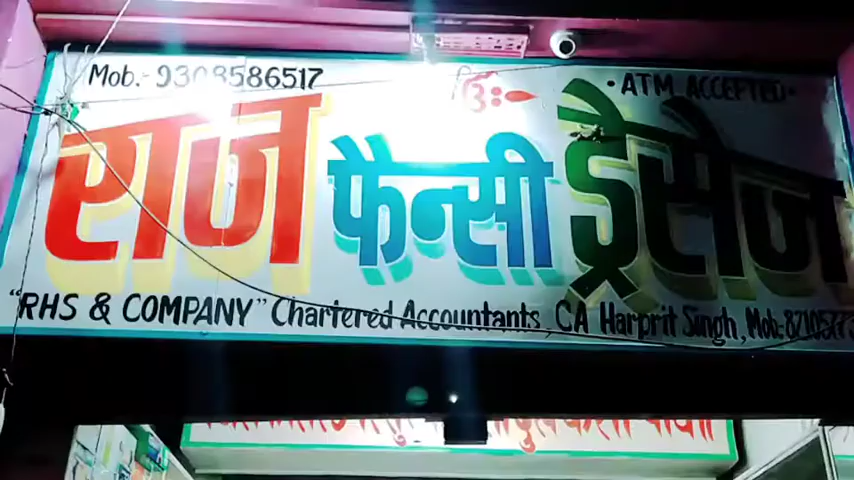 Mob.- 9308586517
ATM ACCEPTED
राज फैन्सी ड्रेसेज
"RHS & COMPANY" Chartered Accountants, CA Harprit Singh, Mob:-